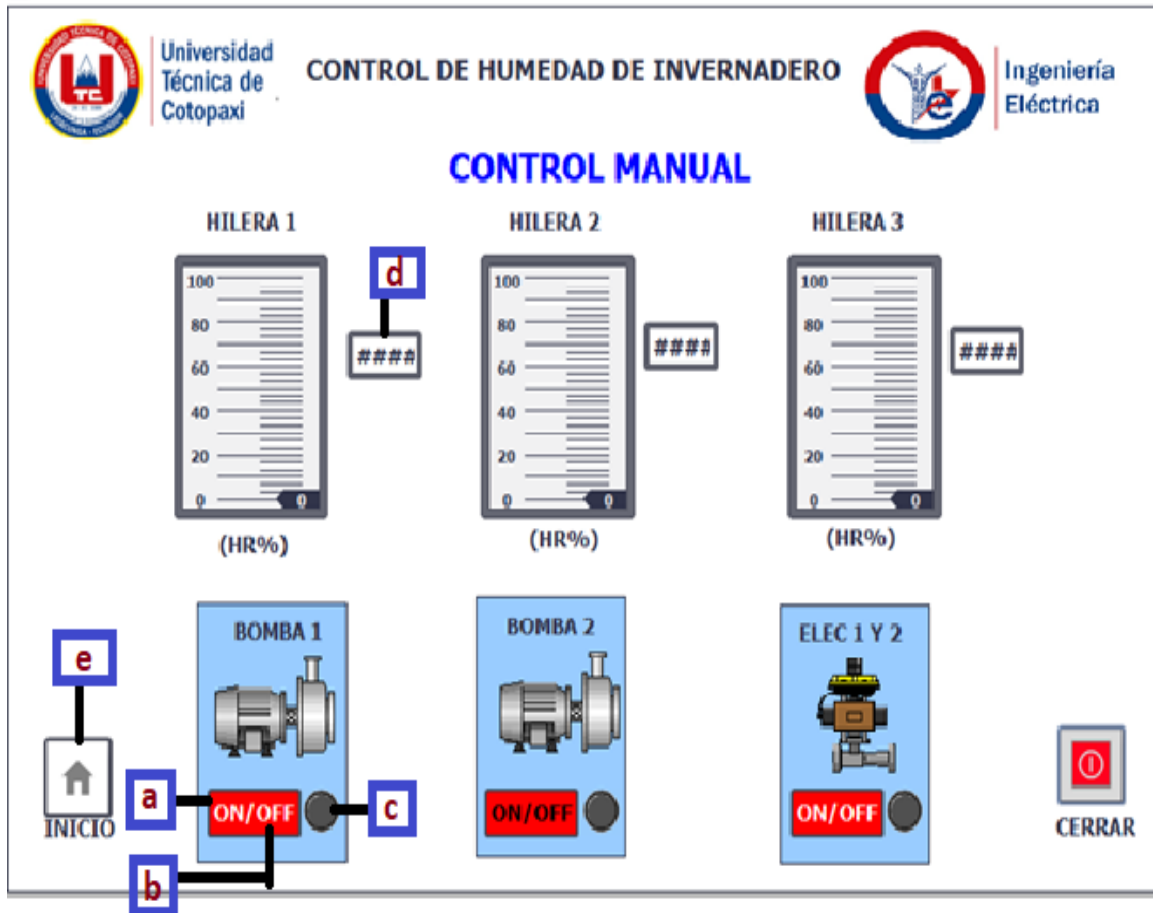 Universidad
Técnica de
Cotopaxi
CONTROL DE HUMEDAD DE INVERNADERO
Ingeniería
Eléctrica
CONTROL MANUAL
HILERA 1
HILERA 2
HILERA 3
d
100
80
60
40
20
0
0
####
100
80
60
40
20
0
0
####
100
80
60
40
20
0
0
####
(HR%)
(HR%)
(HR%)
BOMBA 1
BOMBA 2
ELEC 1 Y 2
e
a
ON/OFF
c
ON/OFF
ON/OFF
INICIO
CERRAR
b